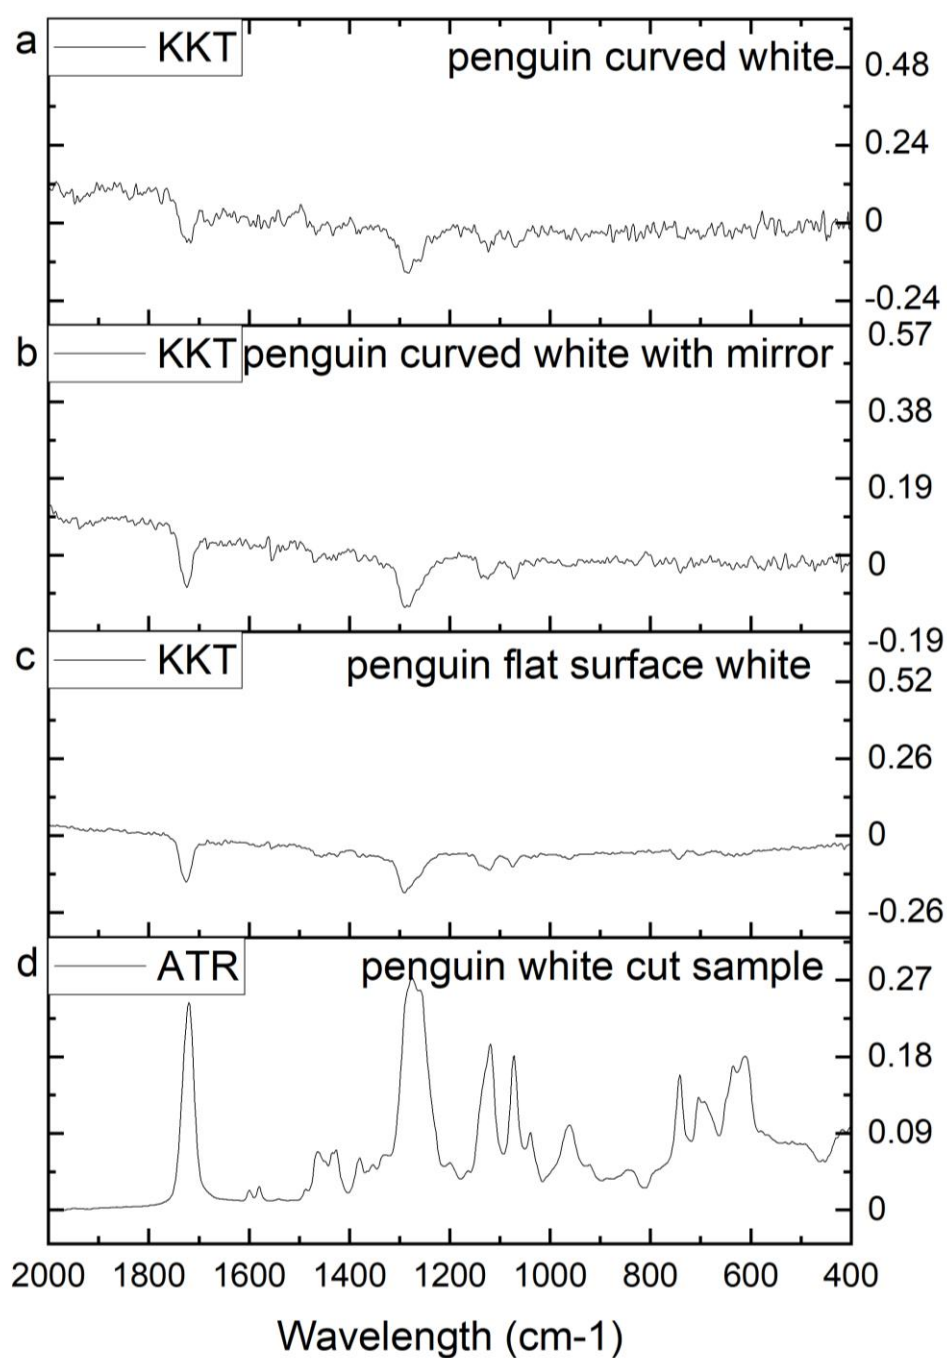 a KKT penguin curved white
0.48
0.24
0
-0.24
b KKT penguin curved white with mirror
0.57
0.38
0.19
0
-0.19
c KKT penguin flat surface white
0.52
0.26
0
-0.26
d ATR penguin white cut sample
0.27
0.18
0.09
0
2000 1800 1600 1400 1200 1000 800 600 400
Wavelength (cm-1)